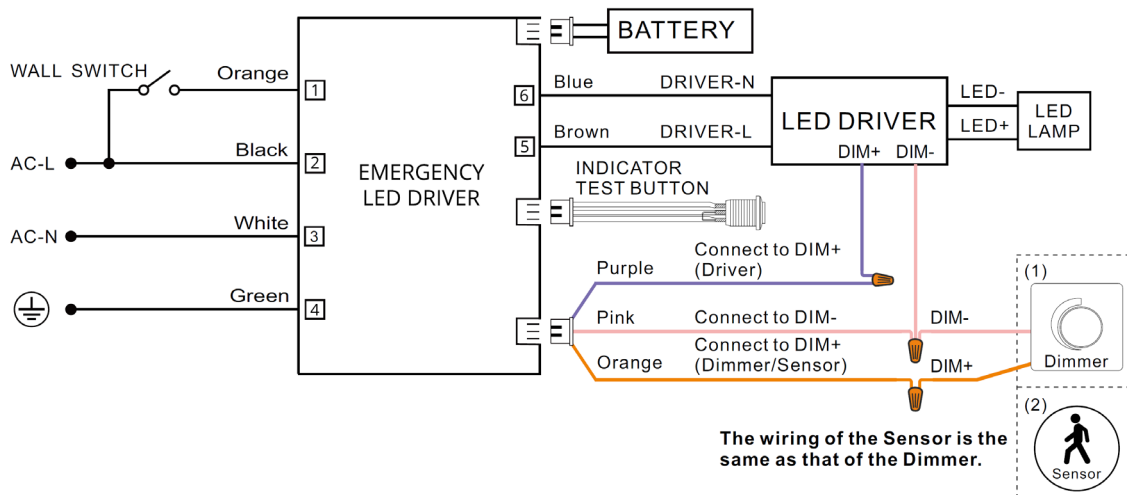 BATTERY
WALL SWITCH
Orange
1
Black
2
AC-L
White
3
AC-N
Green
4
EMERGENCY
LED DRIVER
6
Blue
DRIVER-N
5
Brown
DRIVER-L
LED DRIVER
DIM+
DIM-
LED-
LED+
LED
LAMP
INDICATOR
TEST BUTTON
Purple
Connect to DIM+
(Driver)
Pink
Connect to DIM-
DIM-
Orange
Connect to DIM+
(Dimmer/Sensor)
DIM+
(1)
Dimmer
(2)
Sensor
The wiring of the Sensor is the
same as that of the Dimmer.